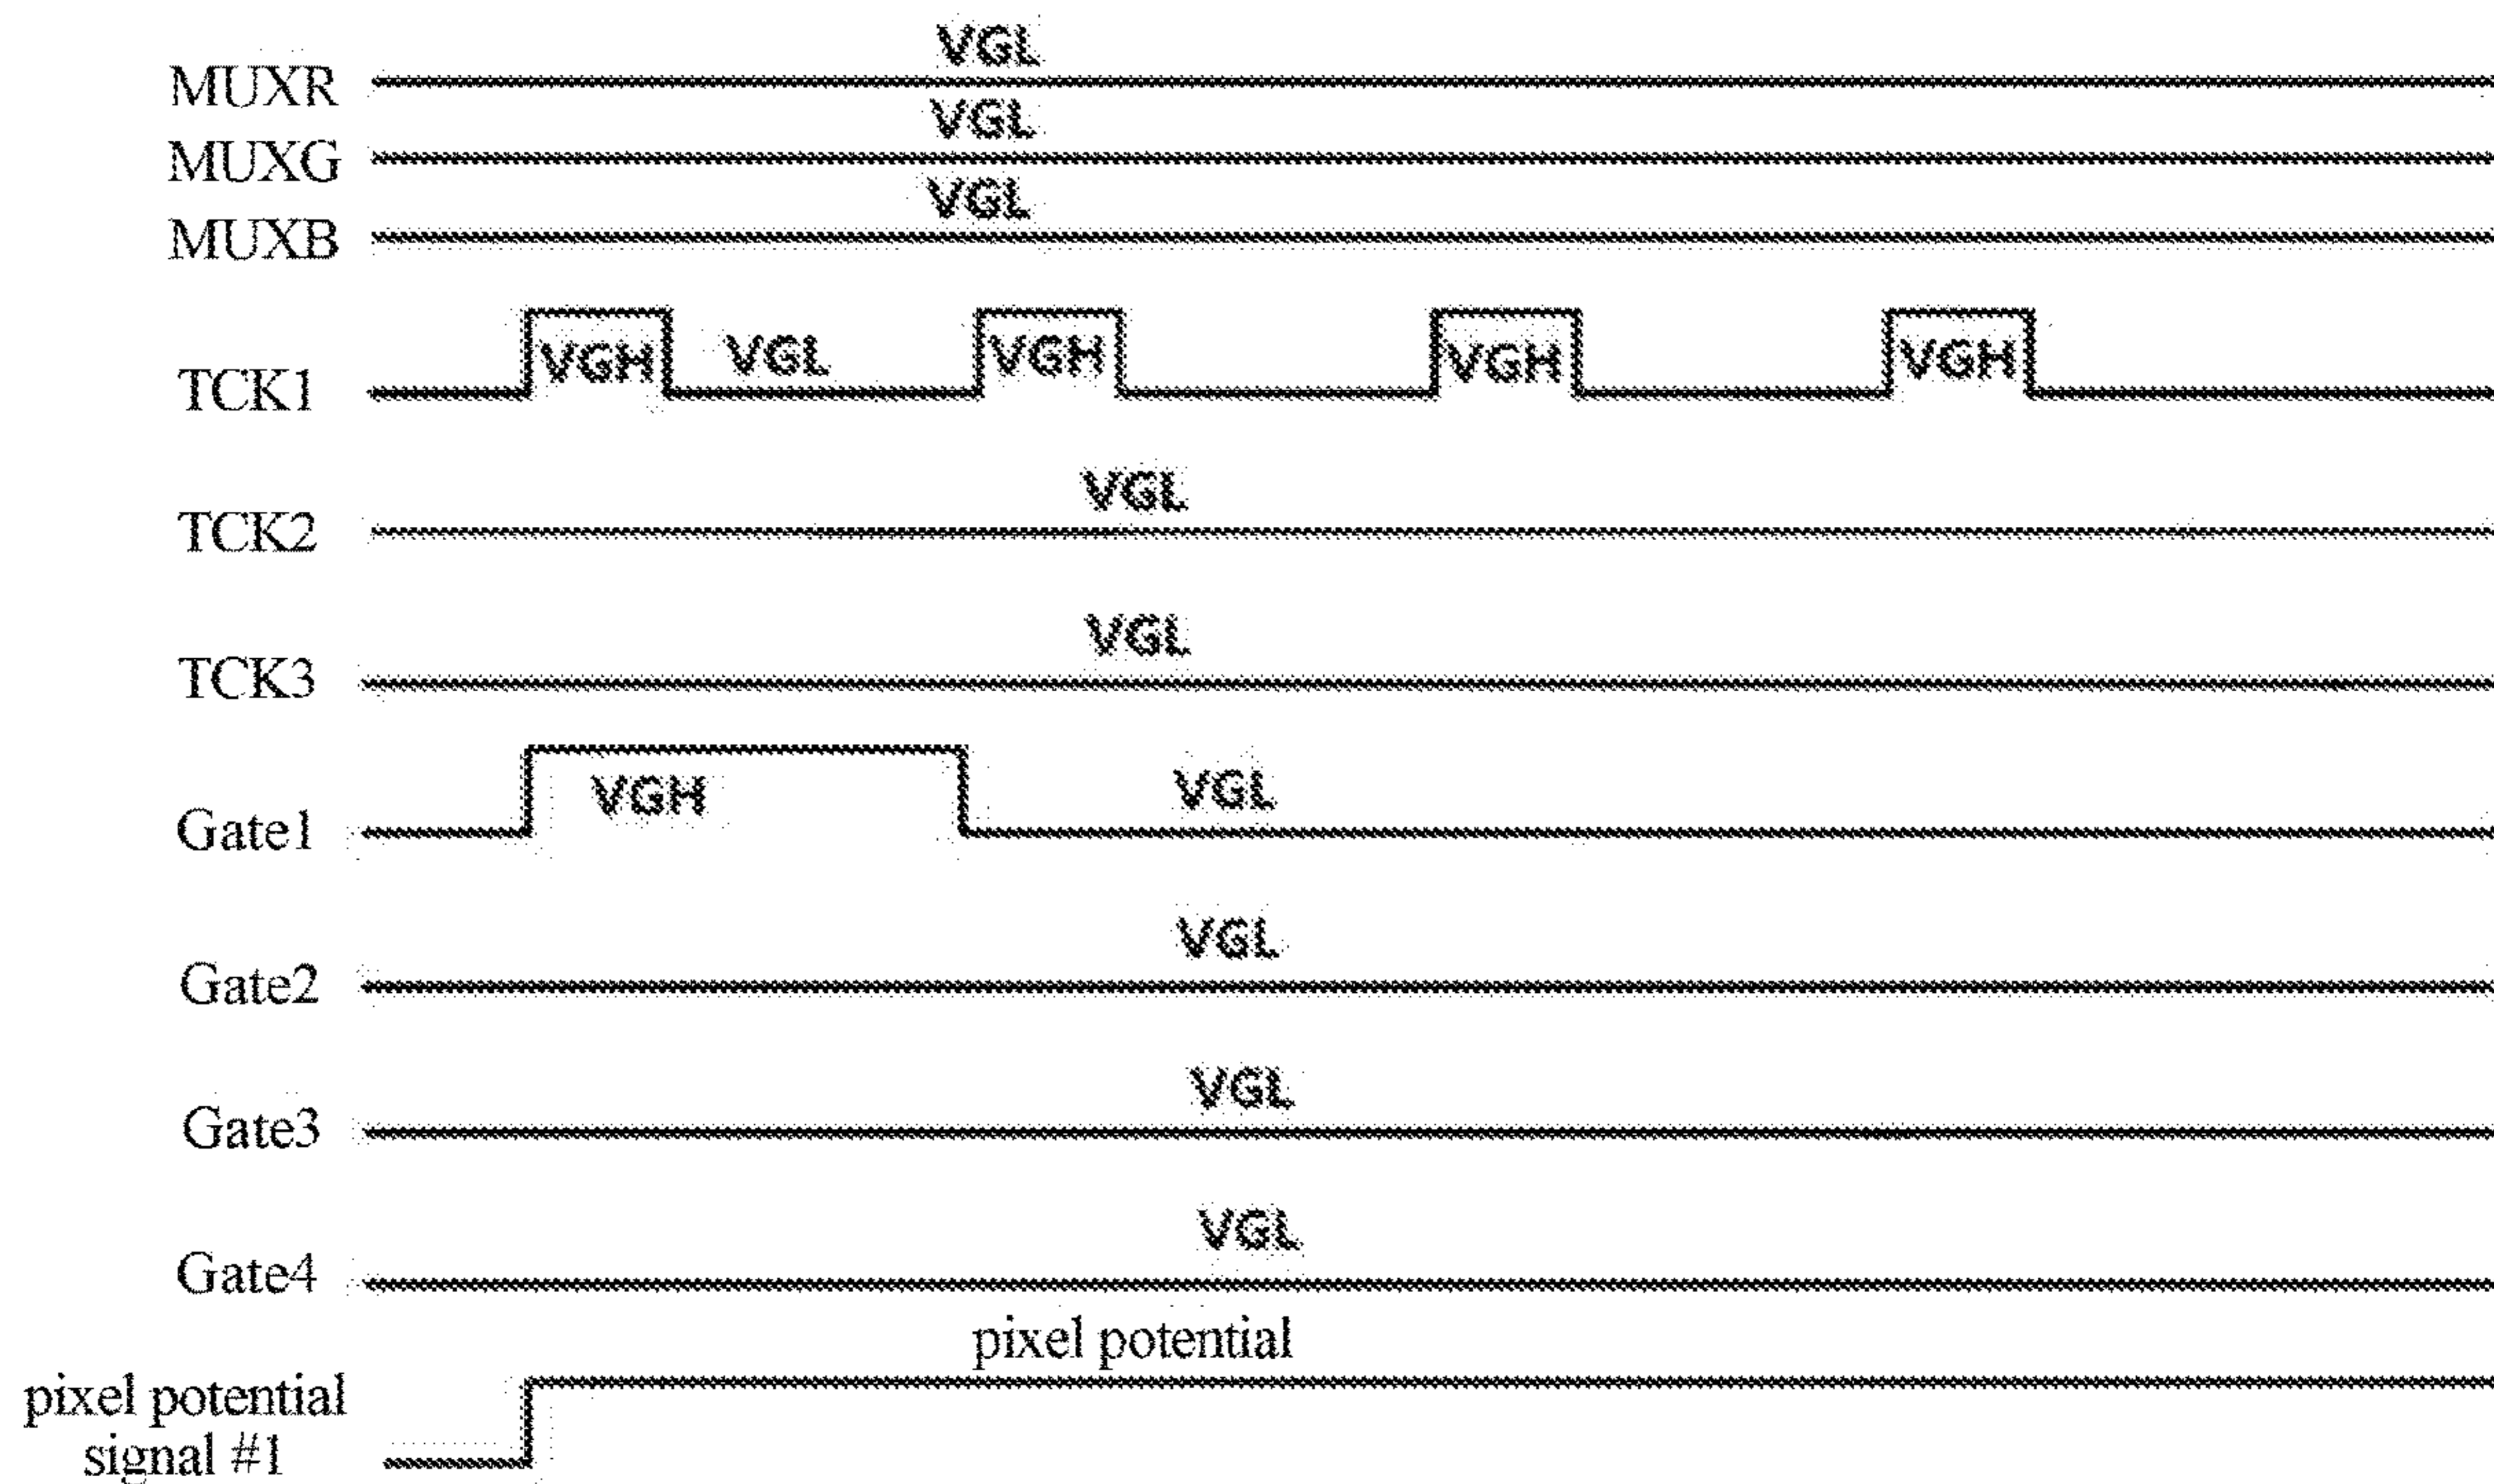 VGL
MUXR
VGL
MUXG
VGL
MUXB
VGH VGL VGH VGH VGH
TCK1
VGL
TCK2
VGL
TCK3
VGH VGL
Gate1
VGL
Gate2
VGL
Gate3
VGL
Gate4
pixel potential
pixel potential
signal #1